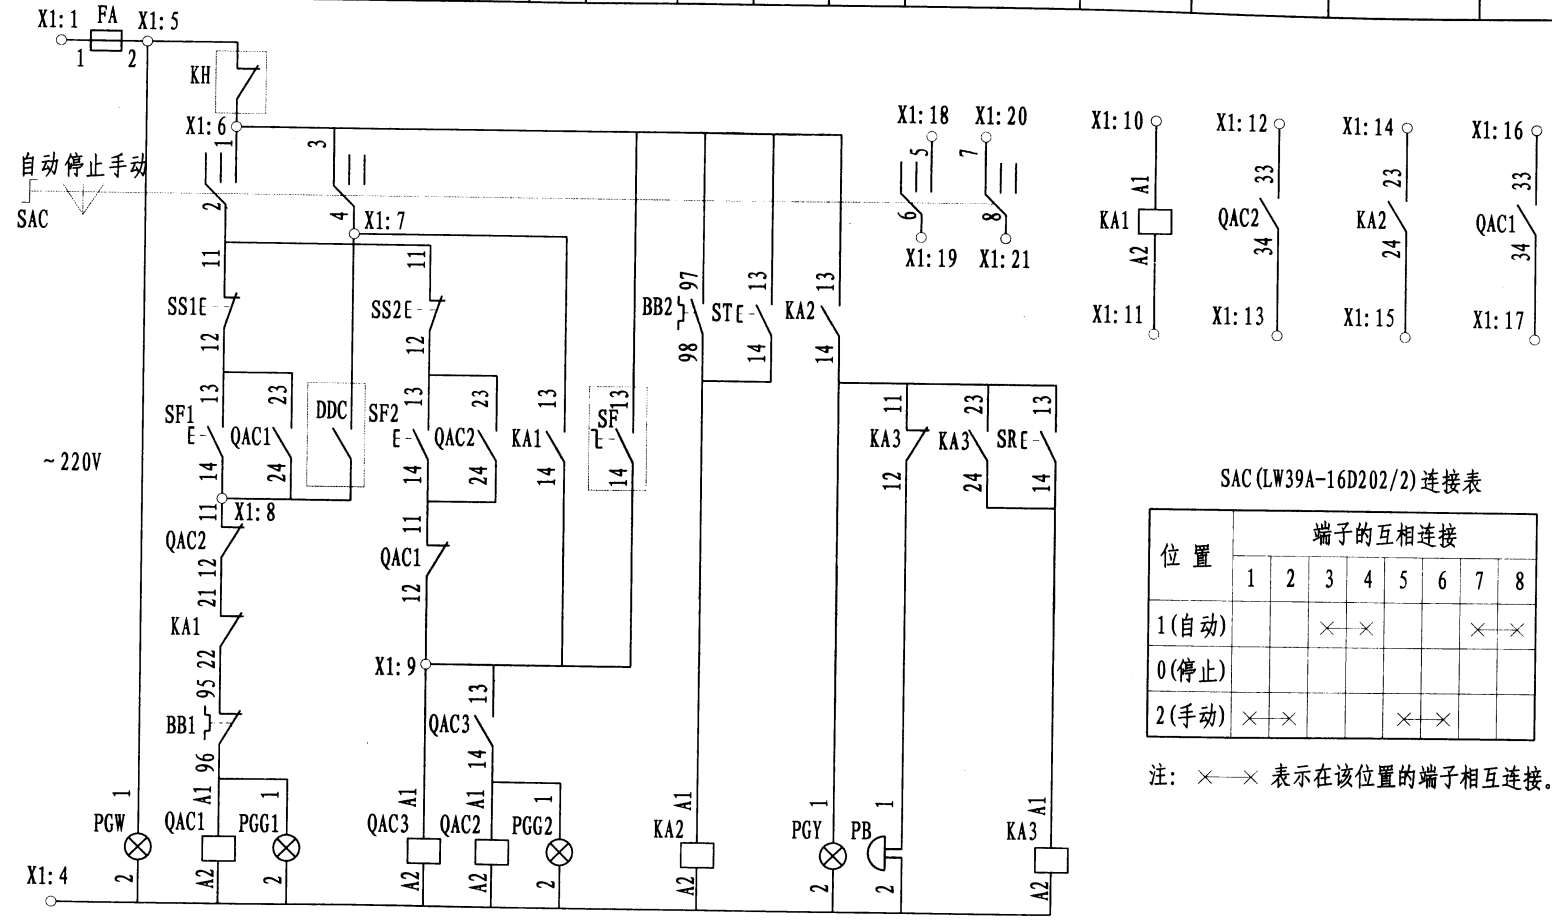 X1:1 FA X1:5
1 2
KH
X1:6
1 3
自动 停止 手动
SAC
2 4
X1:7
X1:18 X1:20
5 7
6 8
X1:19 X1:21
X1:10 X1:12 X1:14 X1:16
A1 33 23 33
KA1 QAC2 KA2 QAC1
A2 34 24 34
X1:11 X1:13 X1:15 X1:17
11 11
SS1 E SS2 E
12 12
97 13 13
BB2 ST E KA2
98 14 14
13 23 13 23 13 13
SF1 E QAC1 DDC SF2 E QAC2 KA1 SF
14 24 14 24 14 14
11 23 13
KA3 KA3 SR E
12 24 14
~220V
X1:8
11 11
QAC2 QAC1
12 12
21
KA1
22
X1:9
95 13
BB1 QAC3
96 14
1 A1 1 A1 A1 1 A1 1 1 A1
PGW QAC1 PGG1 QAC3 QAC2 PGG2 KA2 PGY PB KA3
2 A2 2 A2 A2 2 A2 2 2 A2
X1:4
SAC(LW39A-16D202/2)连接表
位置 端子的互相连接
1 2 3 4 5 6 7 8
1(自动) ×—× ×—×
0(停止)
2(手动) ×—× ×—×
注: ×—× 表示在该位置的端子相互连接。